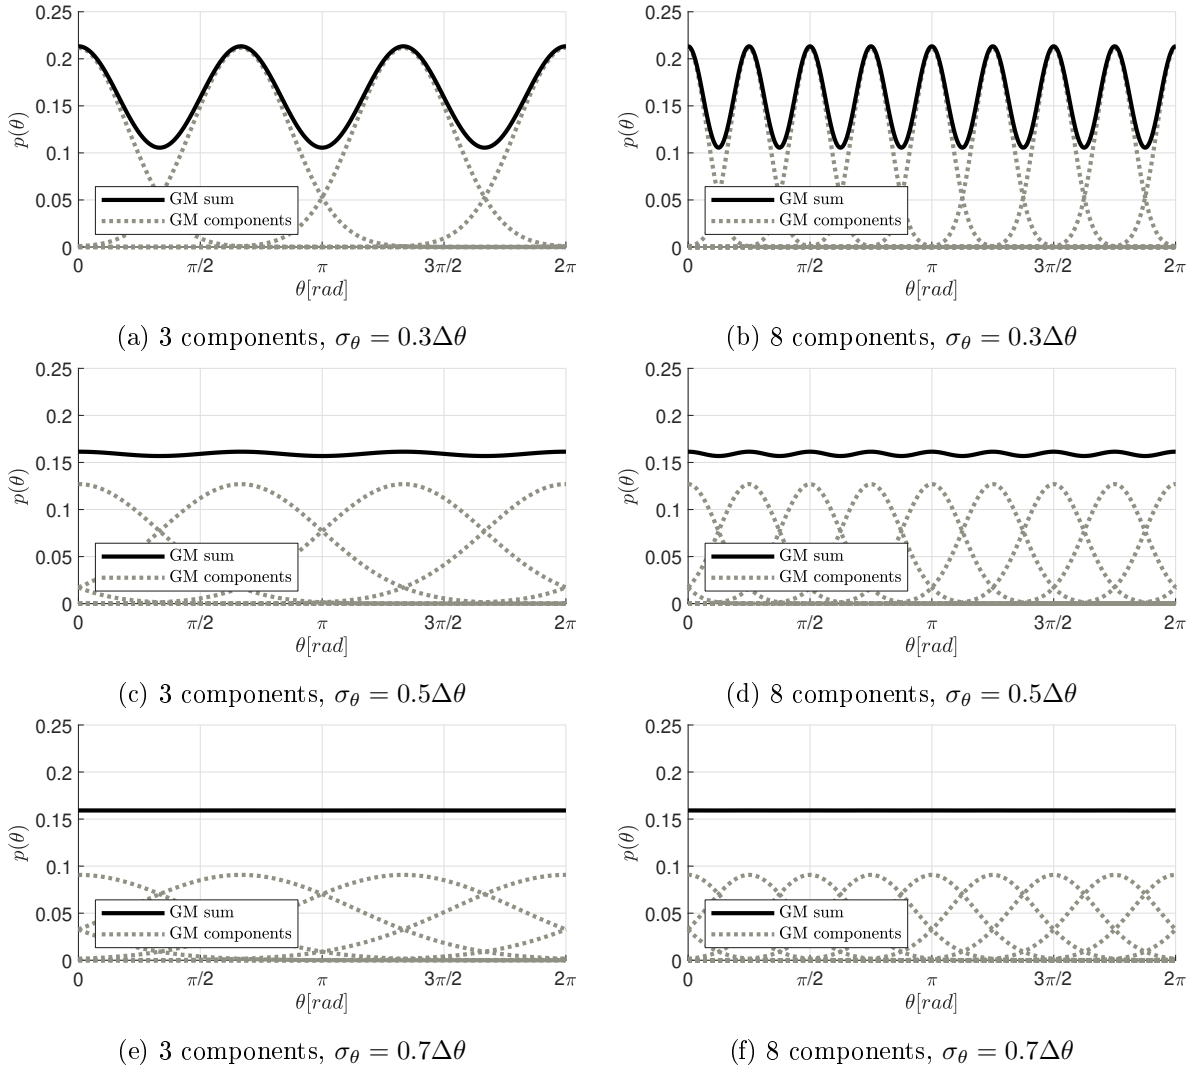 0.25
0.2
0.15
0.1
0.05
0
p(θ)
GM sum
GM components
0 π/2 π 3π/2 2π
θ[rad]
(a) 3 components, σθ = 0.3Δθ
0.25
0.2
0.15
0.1
0.05
0
p(θ)
GM sum
GM components
0 π/2 π 3π/2 2π
θ[rad]
(b) 8 components, σθ = 0.3Δθ
0.25
0.2
0.15
0.1
0.05
0
p(θ)
GM sum
GM components
0 π/2 π 3π/2 2π
θ[rad]
(c) 3 components, σθ = 0.5Δθ
0.25
0.2
0.15
0.1
0.05
0
p(θ)
GM sum
GM components
0 π/2 π 3π/2 2π
θ[rad]
(d) 8 components, σθ = 0.5Δθ
0.25
0.2
0.15
0.1
0.05
0
p(θ)
GM sum
GM components
0 π/2 π 3π/2 2π
θ[rad]
(e) 3 components, σθ = 0.7Δθ
0.25
0.2
0.15
0.1
0.05
0
p(θ)
GM sum
GM components
0 π/2 π 3π/2 2π
θ[rad]
(f) 8 components, σθ = 0.7Δθ